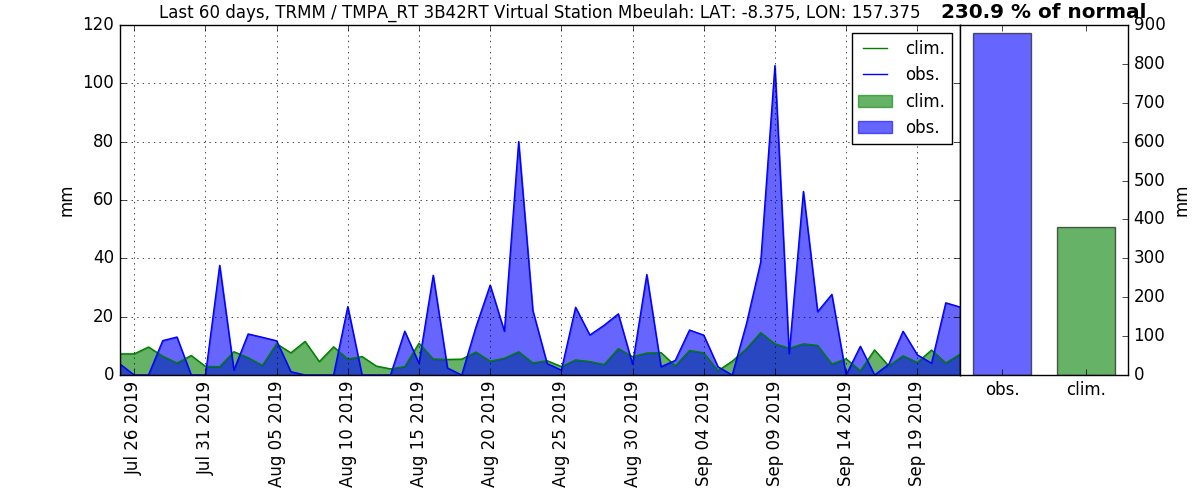 Last 60 days, TRMM / TMPA_RT 3B42RT Virtual Station Mbeulah: LAT: -8.375, LON: 157.375
230.9 % of normal
120
100
80
60
40
20
0
mm
clim.
obs.
clim.
obs.
900
800
700
600
500
400
300
200
100
0
mm
Jul 26 2019
Jul 31 2019
Aug 05 2019
Aug 10 2019
Aug 15 2019
Aug 20 2019
Aug 25 2019
Aug 30 2019
Sep 04 2019
Sep 09 2019
Sep 14 2019
Sep 19 2019
obs.
clim.